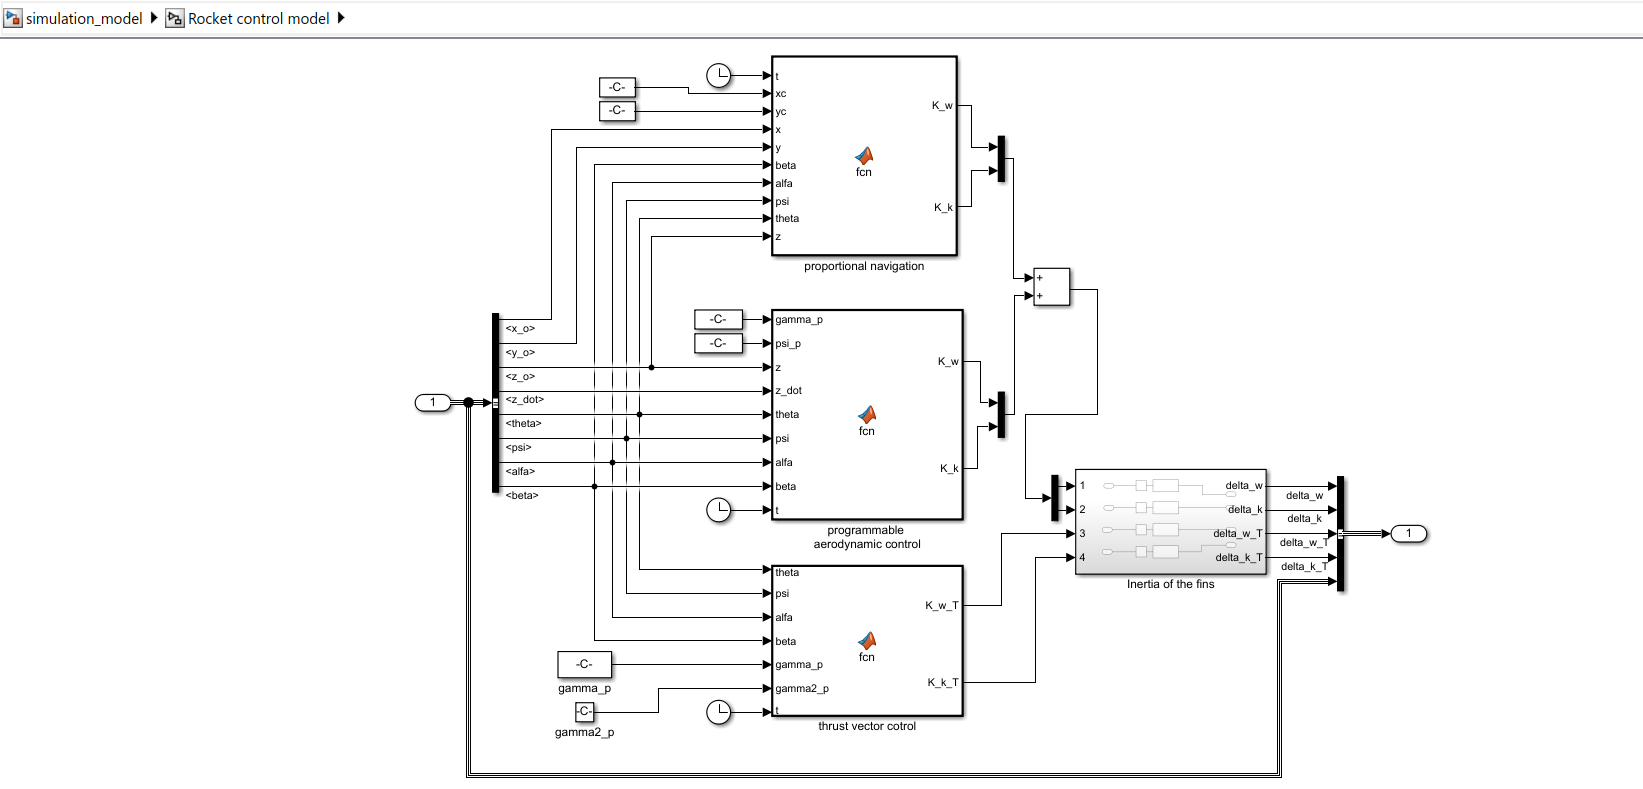 simulation_model
Rocket control model
t
-C-
xc
-C-
yc
x
y
beta
alfa
psi
theta
z
K_w
K_k
fcn
proportional navigation
+
+
<x_o>
<y_o>
<z_o>
<z_dot>
<theta>
<psi>
<alfa>
<beta>
1
-C-
gamma_p
-C-
psi_p
z
z_dot
theta
psi
alfa
beta
t
K_w
K_k
fcn
programmable
aerodynamic control
theta
psi
alfa
beta
gamma_p
gamma2_p
t
K_w_T
K_k_T
fcn
thrust vector cotrol
-C-
gamma_p
-C-
gamma2_p
1
2
3
4
delta_w
delta_k
delta_w_T
delta_k_T
Inertia of the fins
delta_w
delta_k
delta_w_T
delta_k_T
1